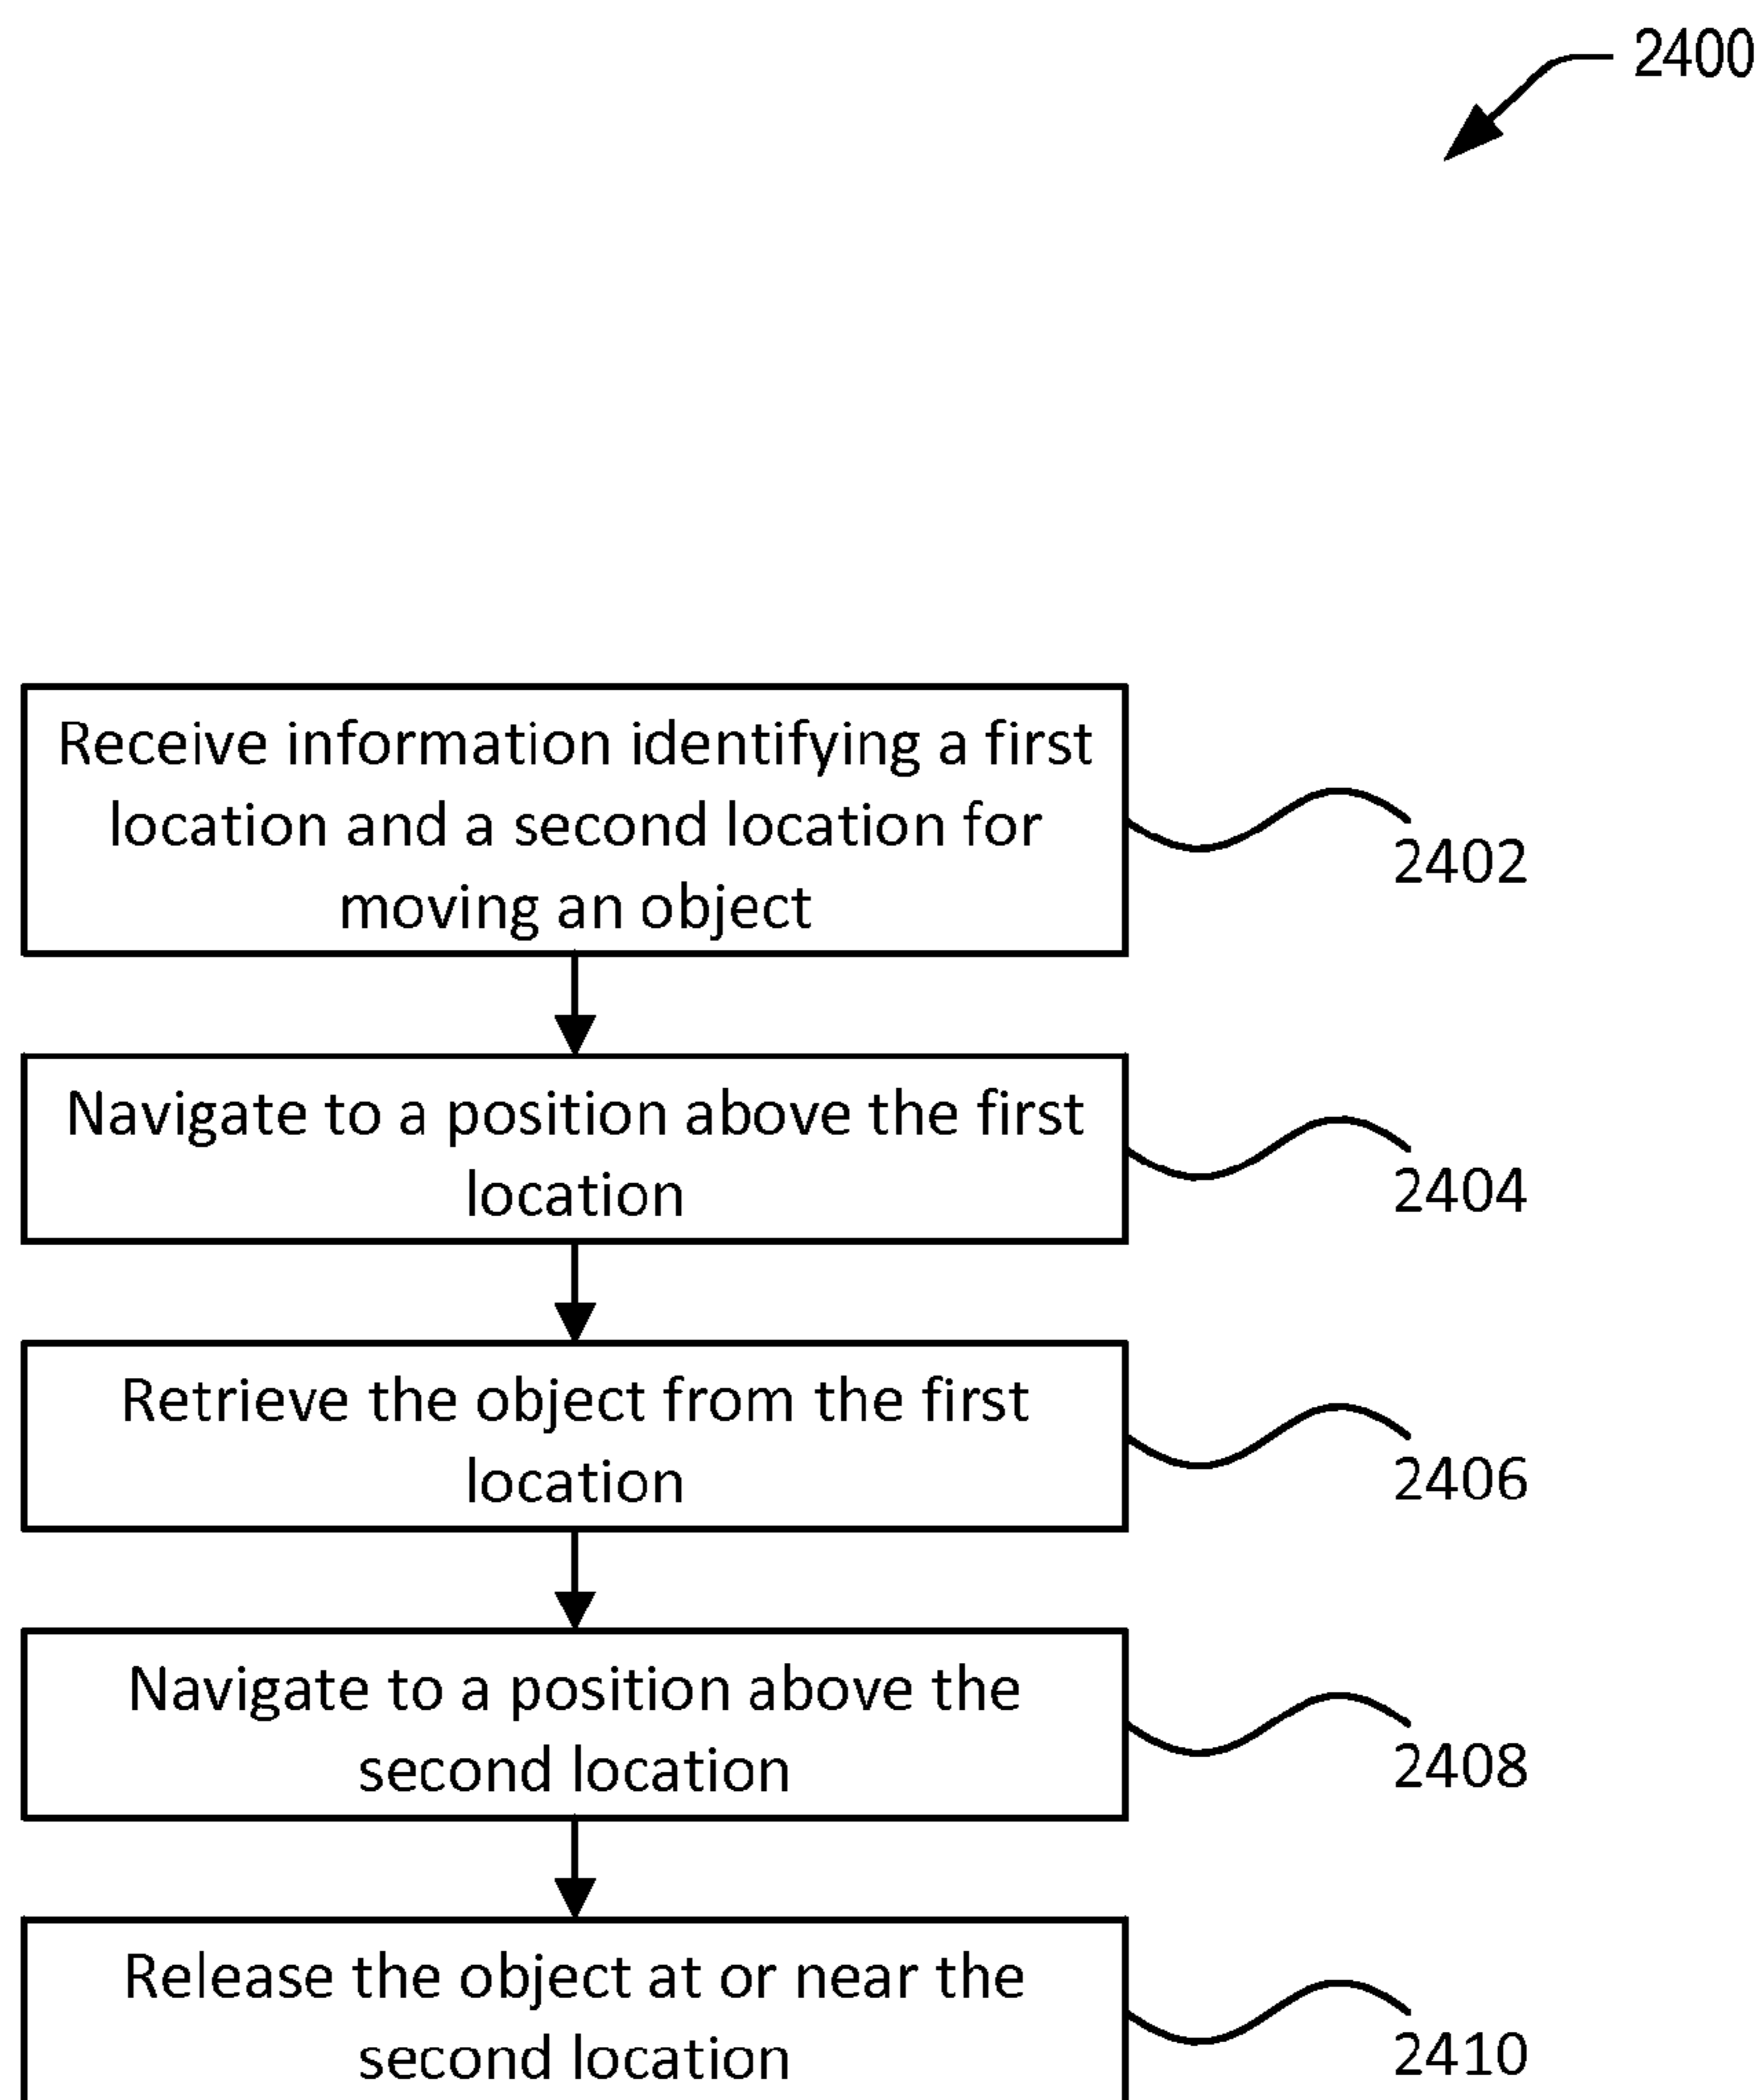 2400
Receive information identifying a first
location and a second location for
moving an object
2402
Navigate to a position above the first
location
2404
Retrieve the object from the first
location
2406
Navigate to a position above the
second location
2408
Release the object at or near the
second location
2410